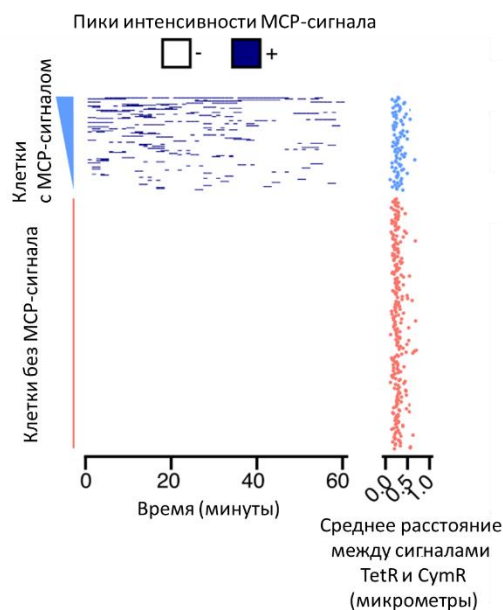 Пики интенсивности MCP-сигнала
- +
Клетки
с MCP-сигналом
Клетки без MCP-сигнала
0 20 40 60
Время (минуты)
0.0 0.5 1.0
Среднее расстояние
между сигналами
TetR и CymR
(микрометры)